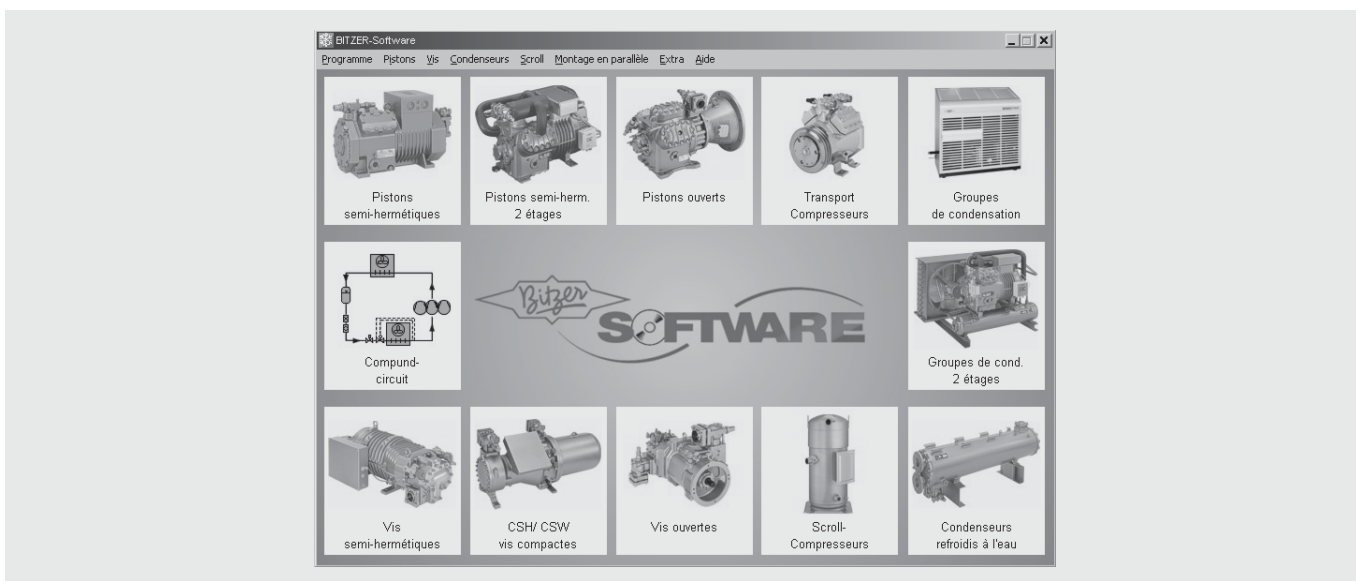 BITZER-Software
Programme Pistons Vis Condenseurs Scroll Montage en parallèle Extra Aide
Pistons
semi-hermétiques
Pistons semi-herm.
2 étages
Pistons ouverts
Transport
Compresseurs
Groupes
de condensation
Compund-
circuit
Bitzer
SOFTWARE
Groupes de cond.
2 étages
Vis
semi-hermétiques
CSH/ CSW
vis compactes
Vis ouvertes
Scroll-
Compresseurs
Condenseurs
refroidis à l'eau